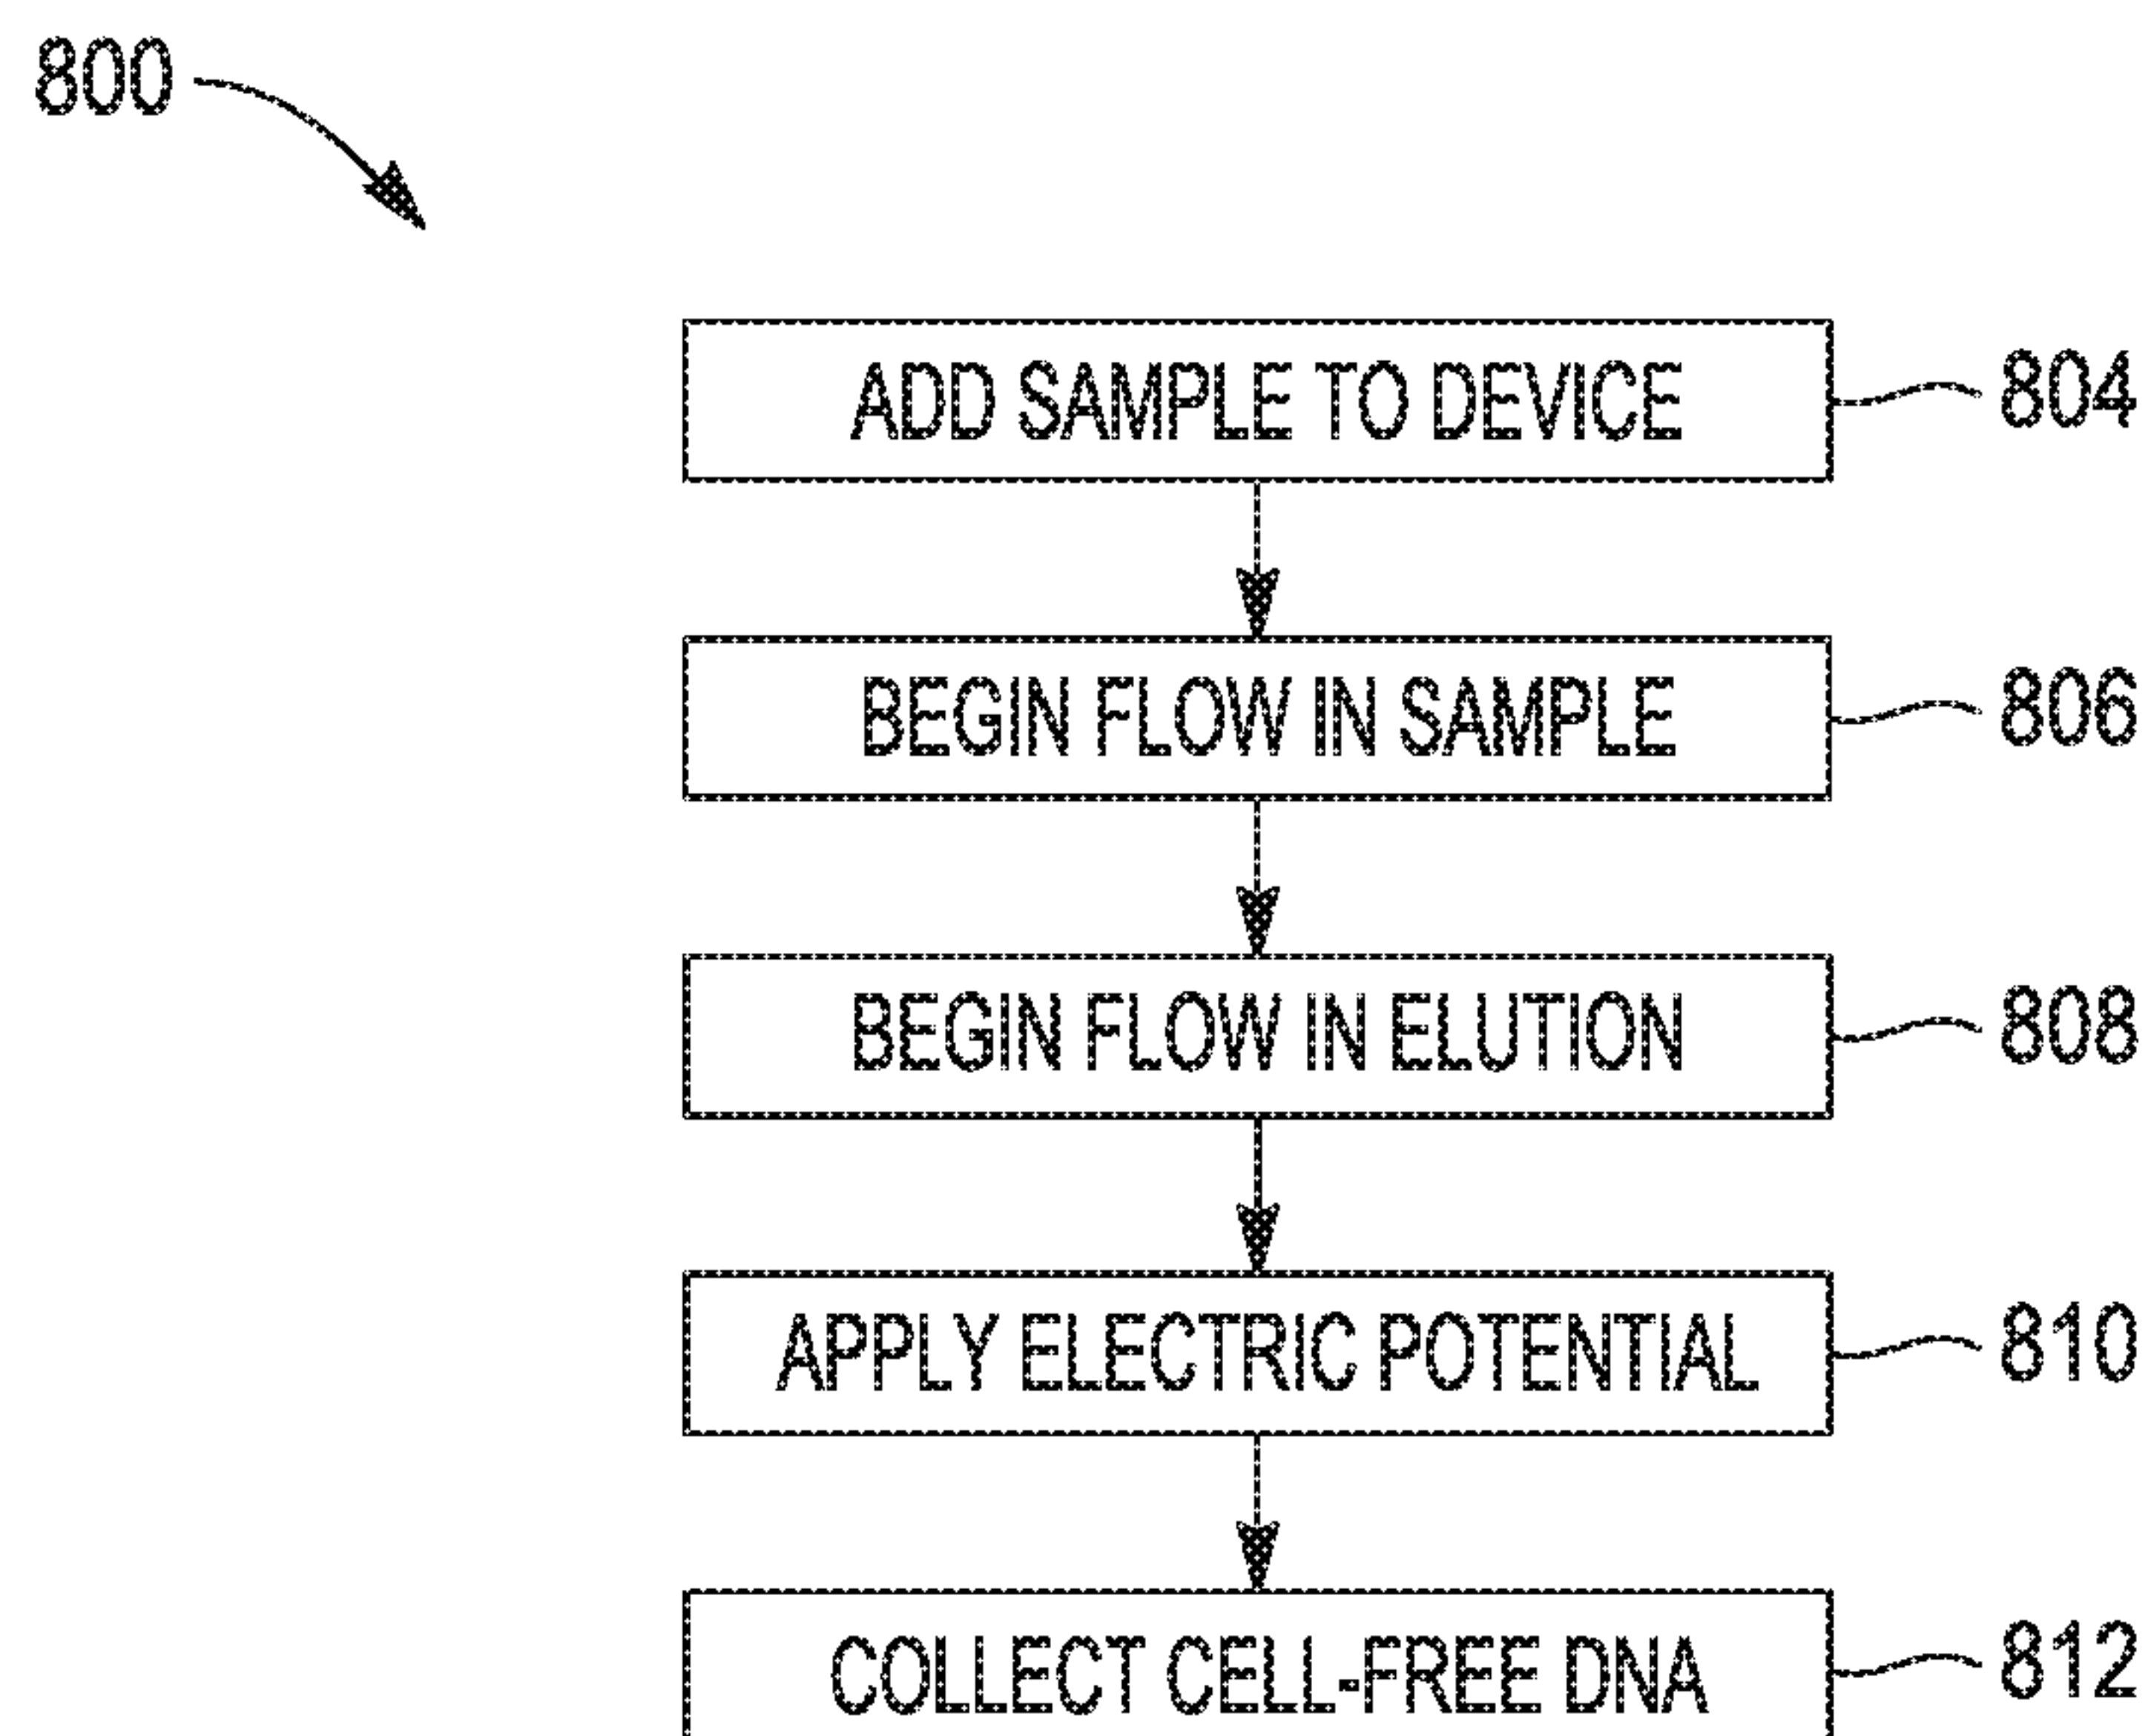 800
ADD SAMPLE TO DEVICE 804
BEGIN FLOW IN SAMPLE 806
BEGIN FLOW IN ELUTION 808
APPLY ELECTRIC POTENTIAL 810
COLLECT CELL-FREE DNA 812